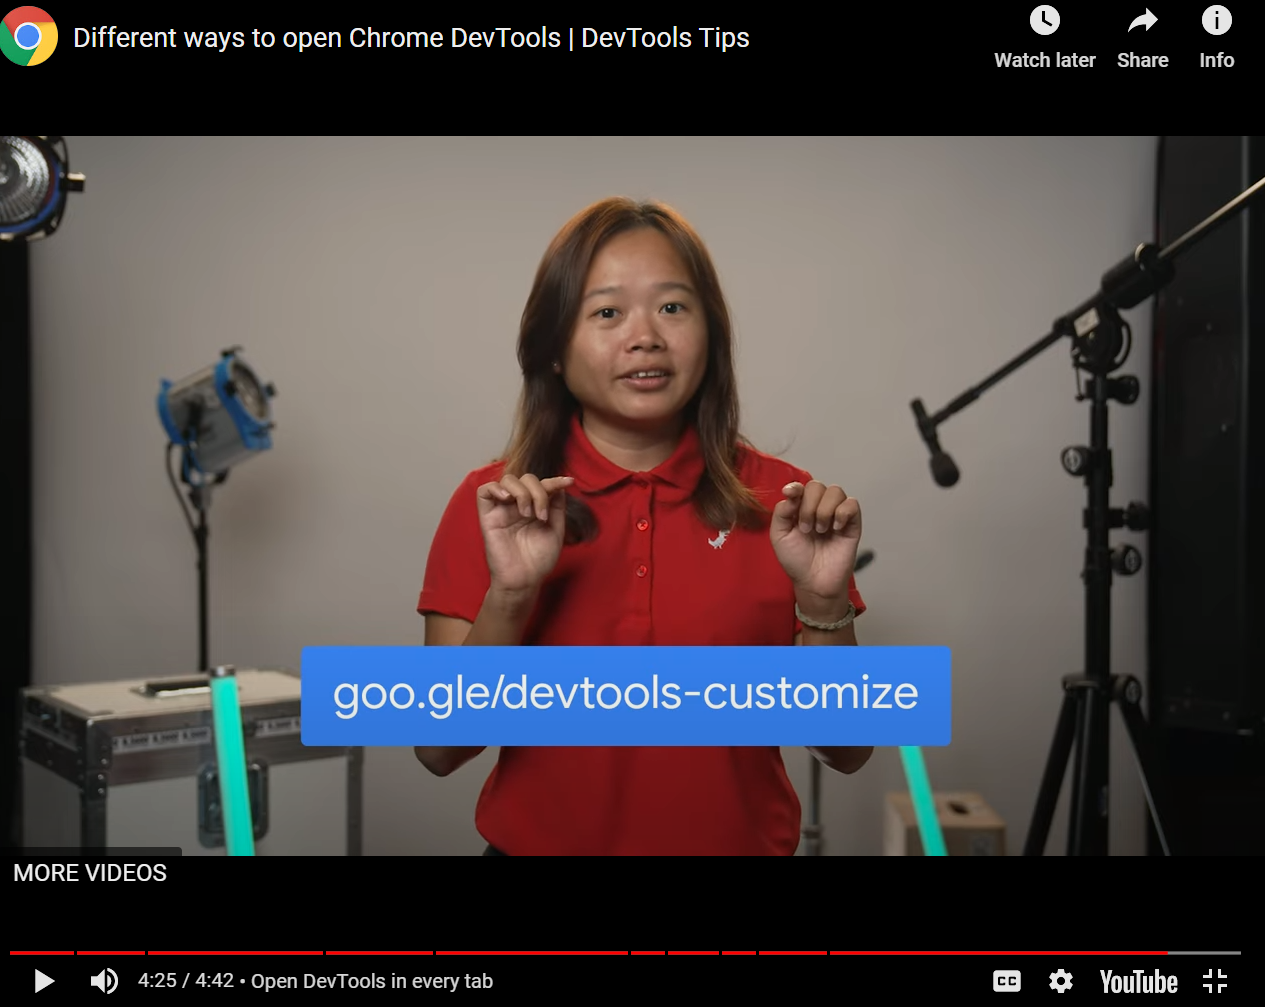 Different ways to open Chrome DevTools | DevTools Tips
Watch later
Share
Info
goo.gle/devtools-customize
MORE VIDEOS
4:25 / 4:42 • Open DevTools in every tab
CC
YouTube